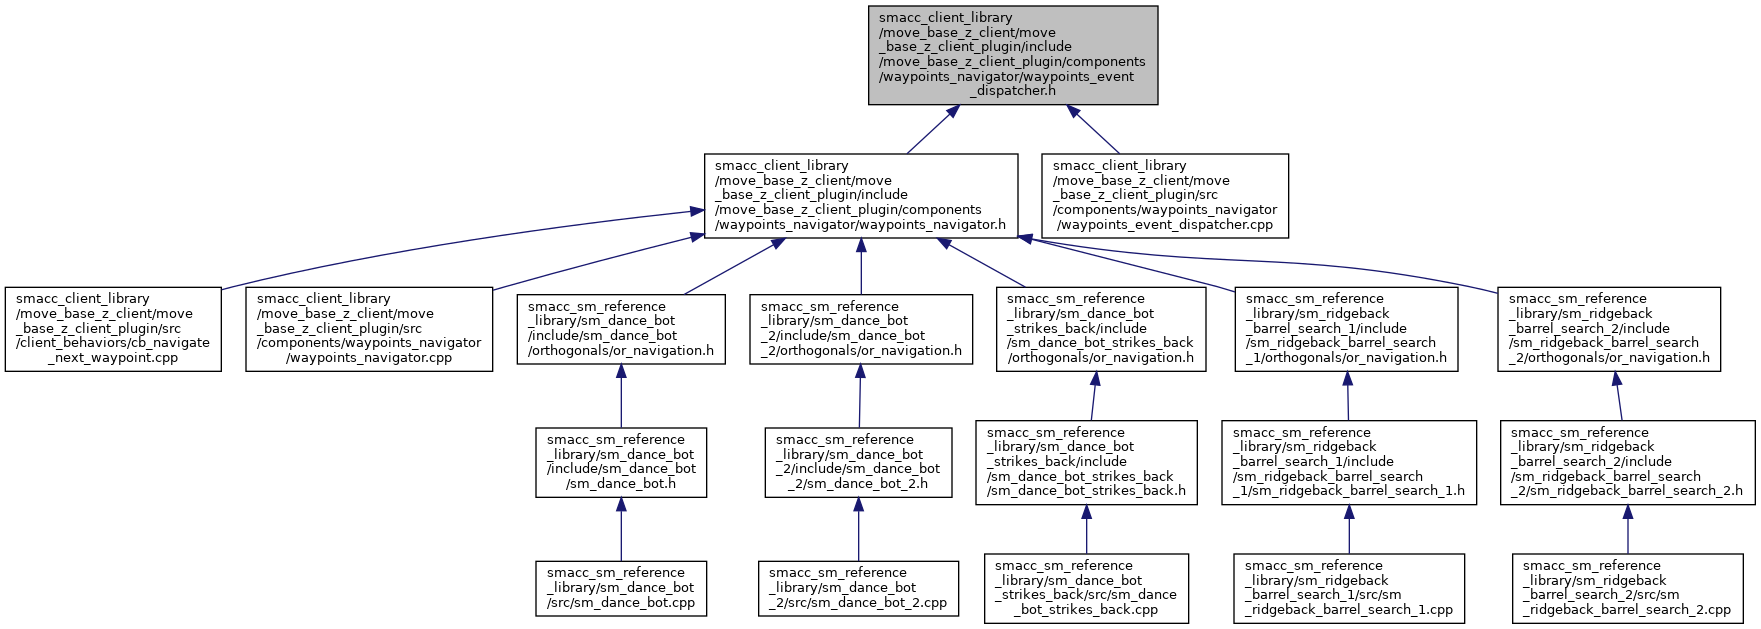 smacc_client_library
/move_base_z_client/move
_base_z_client_plugin/include
/move_base_z_client_plugin/components
/waypoints_navigator/waypoints_event
_dispatcher.h
smacc_client_library
/move_base_z_client/move
_base_z_client_plugin/include
/move_base_z_client_plugin/components
/waypoints_navigator/waypoints_navigator.h
smacc_client_library
/move_base_z_client/move
_base_z_client_plugin/src
/components/waypoints_navigator
/waypoints_event_dispatcher.cpp
smacc_client_library
/move_base_z_client/move
_base_z_client_plugin/src
/client_behaviors/cb_navigate
_next_waypoint.cpp
smacc_client_library
/move_base_z_client/move
_base_z_client_plugin/src
/components/waypoints_navigator
/waypoints_navigator.cpp
smacc_sm_reference
_library/sm_dance_bot
/include/sm_dance_bot
/orthogonals/or_navigation.h
smacc_sm_reference
_library/sm_dance_bot
_2/include/sm_dance_bot
_2/orthogonals/or_navigation.h
smacc_sm_reference
_library/sm_dance_bot
_strikes_back/include
/sm_dance_bot_strikes_back
/orthogonals/or_navigation.h
smacc_sm_reference
_library/sm_ridgeback
_barrel_search_1/include
/sm_ridgeback_barrel_search
_1/orthogonals/or_navigation.h
smacc_sm_reference
_library/sm_ridgeback
_barrel_search_2/include
/sm_ridgeback_barrel_search
_2/orthogonals/or_navigation.h
smacc_sm_reference
_library/sm_dance_bot
/include/sm_dance_bot
/sm_dance_bot.h
smacc_sm_reference
_library/sm_dance_bot
_2/include/sm_dance_bot
_2/sm_dance_bot_2.h
smacc_sm_reference
_library/sm_dance_bot
_strikes_back/include
/sm_dance_bot_strikes_back
/sm_dance_bot_strikes_back.h
smacc_sm_reference
_library/sm_ridgeback
_barrel_search_1/include
/sm_ridgeback_barrel_search
_1/sm_ridgeback_barrel_search_1.h
smacc_sm_reference
_library/sm_ridgeback
_barrel_search_2/include
/sm_ridgeback_barrel_search
_2/sm_ridgeback_barrel_search_2.h
smacc_sm_reference
_library/sm_dance_bot
/src/sm_dance_bot.cpp
smacc_sm_reference
_library/sm_dance_bot
_2/src/sm_dance_bot_2.cpp
smacc_sm_reference
_library/sm_dance_bot
_strikes_back/src/sm_dance
_bot_strikes_back.cpp
smacc_sm_reference
_library/sm_ridgeback
_barrel_search_1/src/sm
_ridgeback_barrel_search_1.cpp
smacc_sm_reference
_library/sm_ridgeback
_barrel_search_2/src/sm
_ridgeback_barrel_search_2.cpp